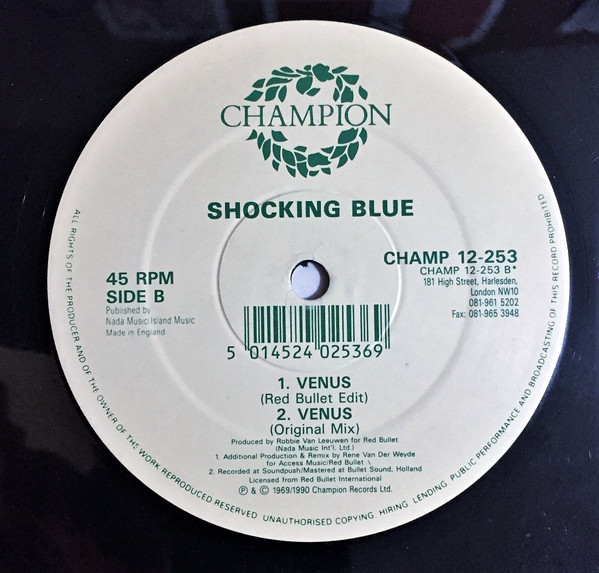 CHAMPION
SHOCKING BLUE
45 RPM
SIDE B
Published by
Nada Music/Island Music
Made in England
CHAMP 12-253
CHAMP 12-253 B*
181 High Street, Harlesden,
London NW10
081-961 5202
Fax: 081-965 3948
5 014524 025369
1. VENUS
(Red Bullet Edit)
2. VENUS
(Original Mix)
Produced by Robbie Van Leeuwen for Red Bullet
(Nada Music Int'l. Ltd.)
1. Additional Production & Remix by Rene Van Der Weyde
for Access Music/Red Bullet \
2. Recorded at Soundpush/Mastered at Bullet Sound, Holland
Licensed from Red Bullet International
℗ & © 1969/1990 Champion Records Ltd.
ALL RIGHTS OF THE PRODUCER AND OF THE OWNER OF THE WORK REPRODUCED RESERVED. UNAUTHORISED COPYING, HIRING, LENDING, PUBLIC PERFORMANCE AND BROADCASTING OF THIS RECORD PROHIBITED